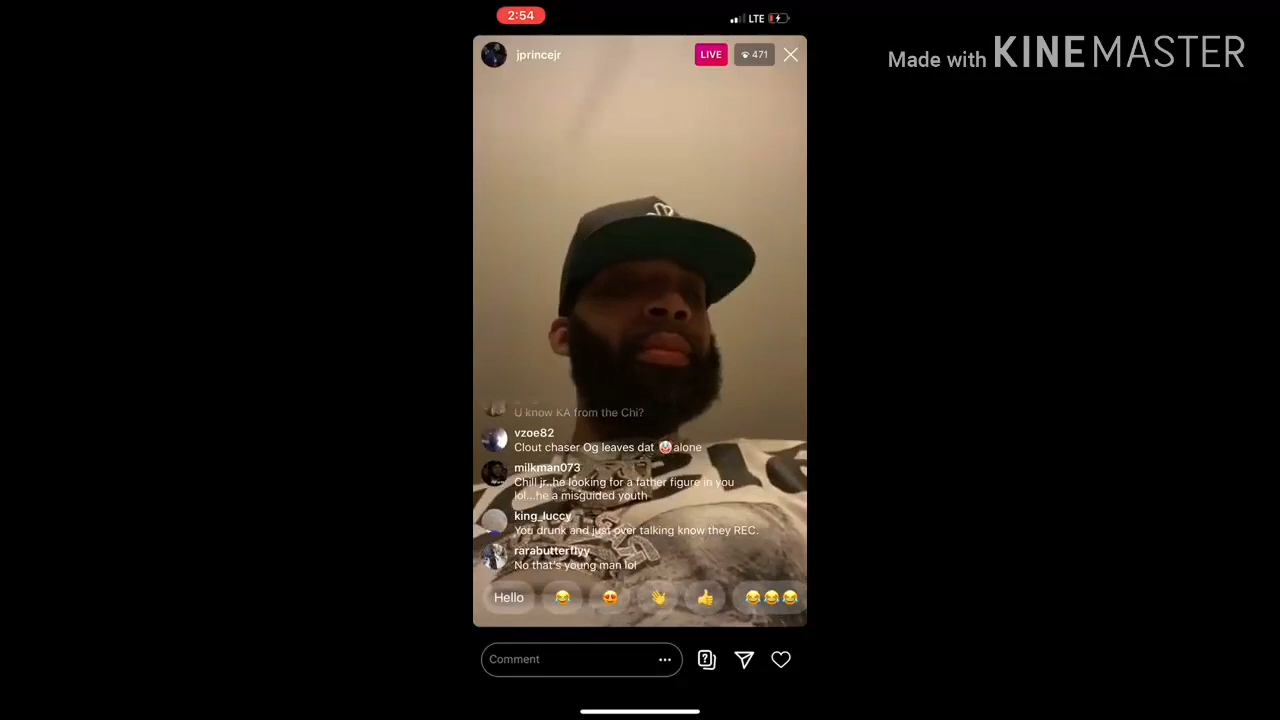 2:54
LTE
Made with KINEMASTER
jprincejr
LIVE
471
U know KA from the Chi?
vzoe82
Clout chaser Og leaves dat 🤡alone
milkman073
Chill jr..he looking for a father figure in you
lol...he a misguided youth
king_luccy
You drunk and just over talking know they REC.
rarabutterflyy
No that's young man lol
Hello 😂 😍 👋 👍 😂😂😂
Comment